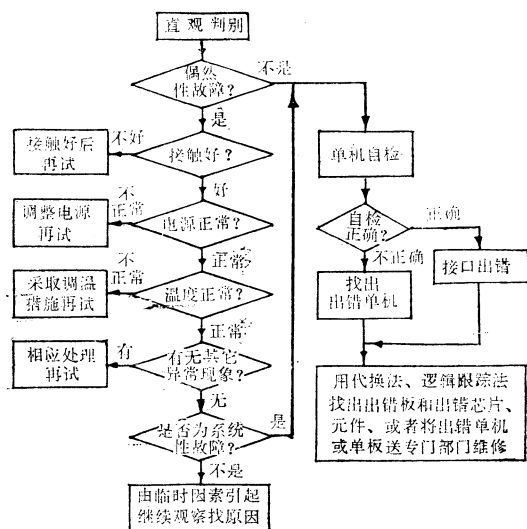 直观判别
偶然
性故障？
不是
是
接触好？
不好
接触好后
再试
好
电源正常？
不
正常
调整电源
再试
正常
温度正常？
不
正常
采取调温
措施再试
正常
有无其它
异常现象？
有
相应处理
再试
无
是否为系统
性故障？
是
不是
由临时因素引起
继续观察找原因
单机自检
自检
正确？
正确
不正确
接口出错
找出
出错单机
用代换法、逻辑跟踪法
找出出错板和出错芯片、
元件、或者将出错单机
或单板送专门部门维修